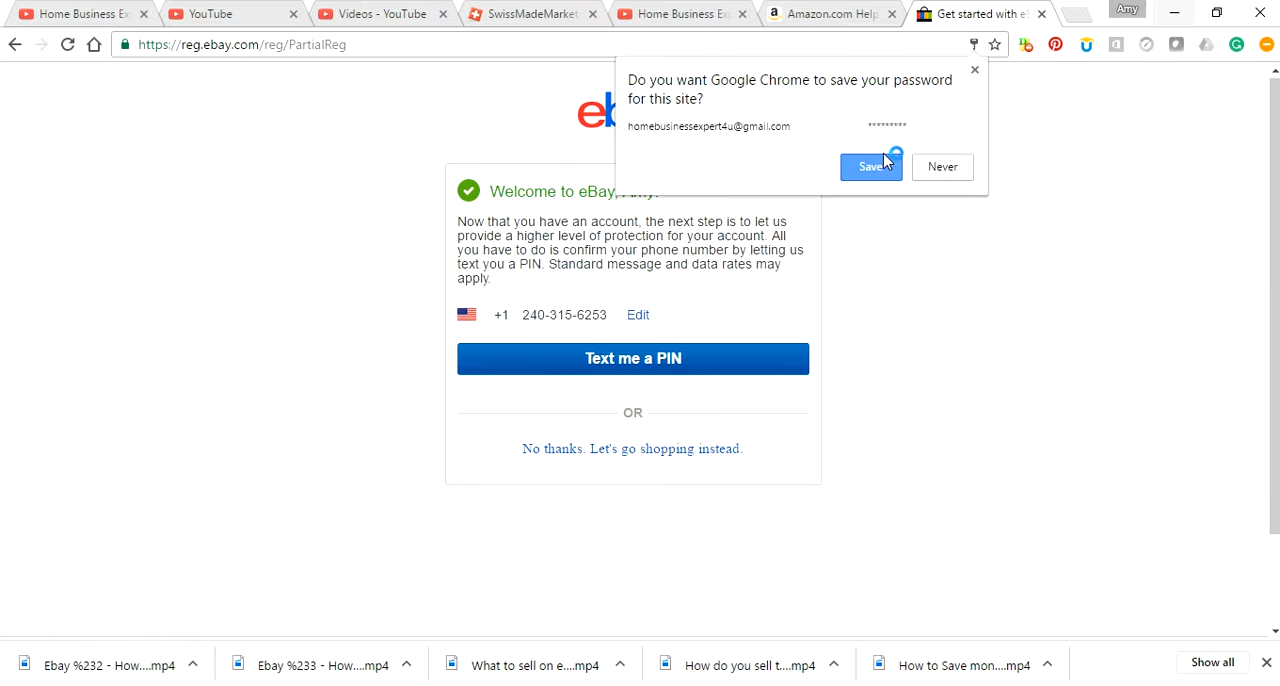 Home Business Ex
YouTube
Videos - YouTube
SwissMadeMarket
Home Business Ex
Amazon.com Help
Get started with e
Amy
https://reg.ebay.com/reg/PartialReg
Do you want Google Chrome to save your password
for this site?
homebusinessexpert4u@gmail.com *********
Save
Never
eb
Welcome to eBay, Amy!
Now that you have an account, the next step is to let us
provide a higher level of protection for your account. All
you have to do is confirm your phone number by letting us
text you a PIN. Standard message and data rates may
apply.
+1 240-315-6253 Edit
Text me a PIN
OR
No thanks. Let's go shopping instead.
Ebay %232 - How....mp4
Ebay %233 - How....mp4
What to sell on e....mp4
How do you sell t....mp4
How to Save mon....mp4
Show all